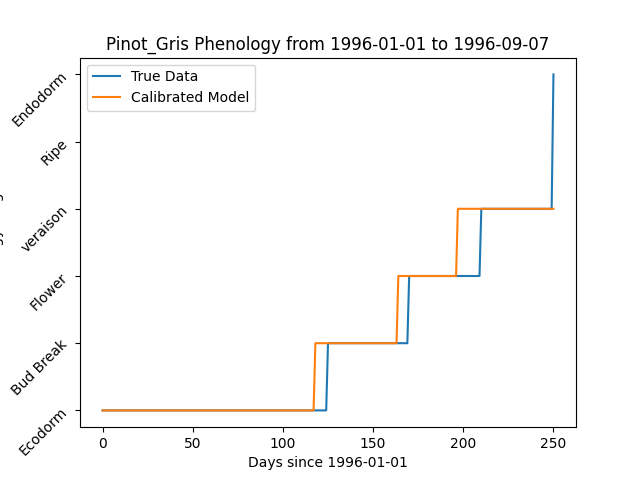 Pinot_Gris Phenology from 1996-01-01 to 1996-09-07
True Data
Calibrated Model
Endodorm
Ripe
veraison
Flower
Bud Break
Ecodorm
0 50 100 150 200 250
Days since 1996-01-01